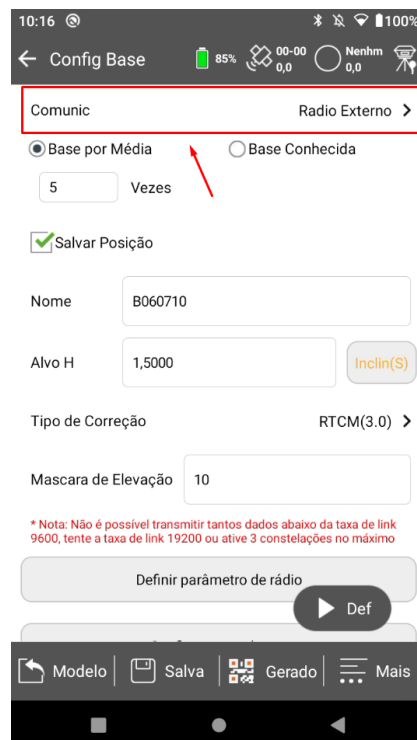 10:16 100%
Config Base 85% 00-00 0,0 Nenhm 0,0
Comunic Radio Externo
Base por Média Base Conhecida
5 Vezes
Salvar Posição
Nome B060710
Alvo H 1,5000 Inclin(S)
Tipo de Correção RTCM(3.0)
Mascara de Elevação 10
* Nota: Não é possível transmitir tantos dados abaixo da taxa de link
9600, tente a taxa de link 19200 ou ative 3 constelações no máximo
Definir parâmetro de rádio
Def
Modelo Salva Gerado Mais